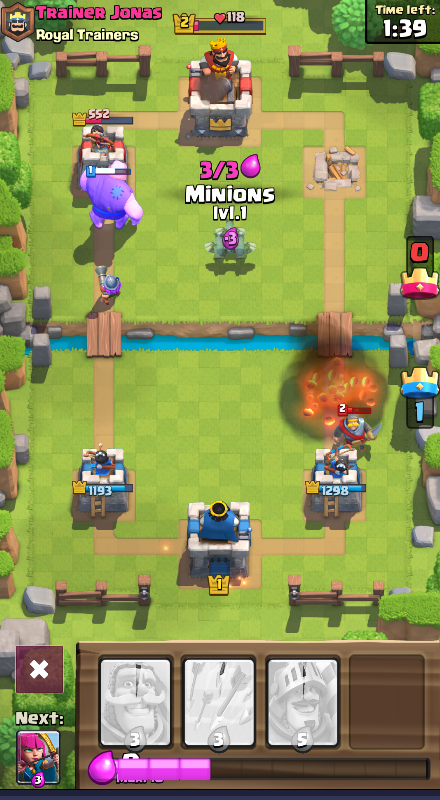 Trainer Jonas
Royal Trainers
2
118
Time left:
1:39
552
3/3
Minions
lvl.1
-3
0
1
2
1193
1298
1
Next:
3
3
3
5